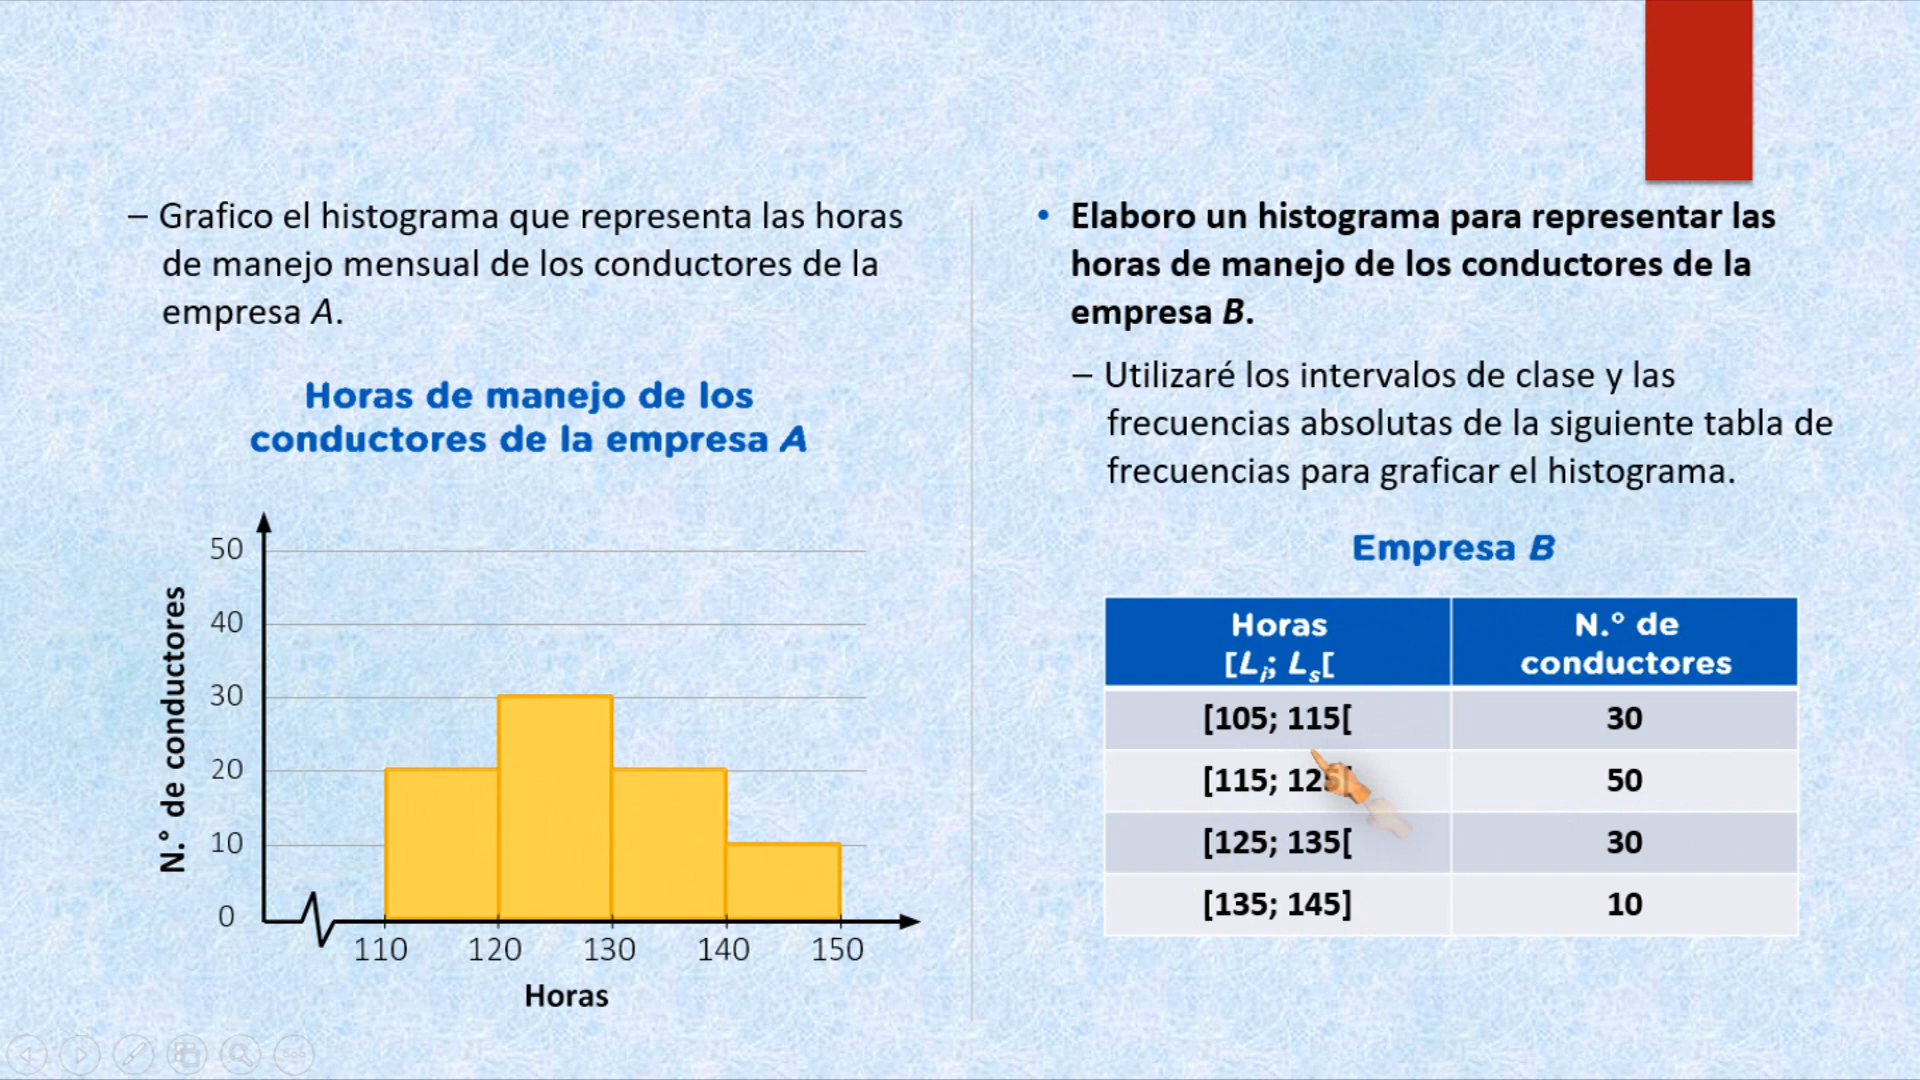 – Grafico el histograma que representa las horas
de manejo mensual de los conductores de la
empresa A.
Horas de manejo de los
conductores de la empresa A
N.° de conductores
50
40
30
20
10
0
110 120 130 140 150
Horas
• Elaboro un histograma para representar las
horas de manejo de los conductores de la
empresa B.
– Utilizaré los intervalos de clase y las
frecuencias absolutas de la siguiente tabla de
frecuencias para graficar el histograma.
Empresa B
Horas
[Li; Ls[
N.° de
conductores
[105; 115[ 30
[115; 125[ 50
[125; 135[ 30
[135; 145] 10